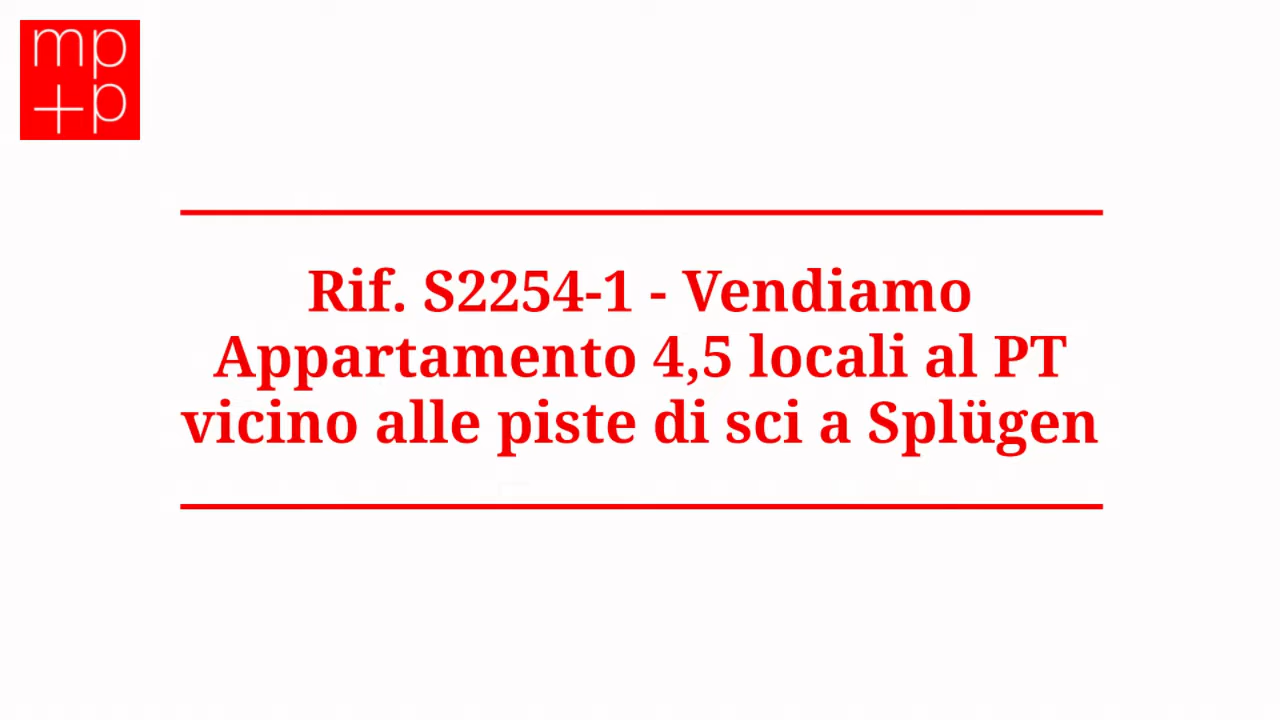 mp
+p
Rif. S2254-1 - Vendiamo
Appartamento 4,5 locali al PT
vicino alle piste di sci a Splügen